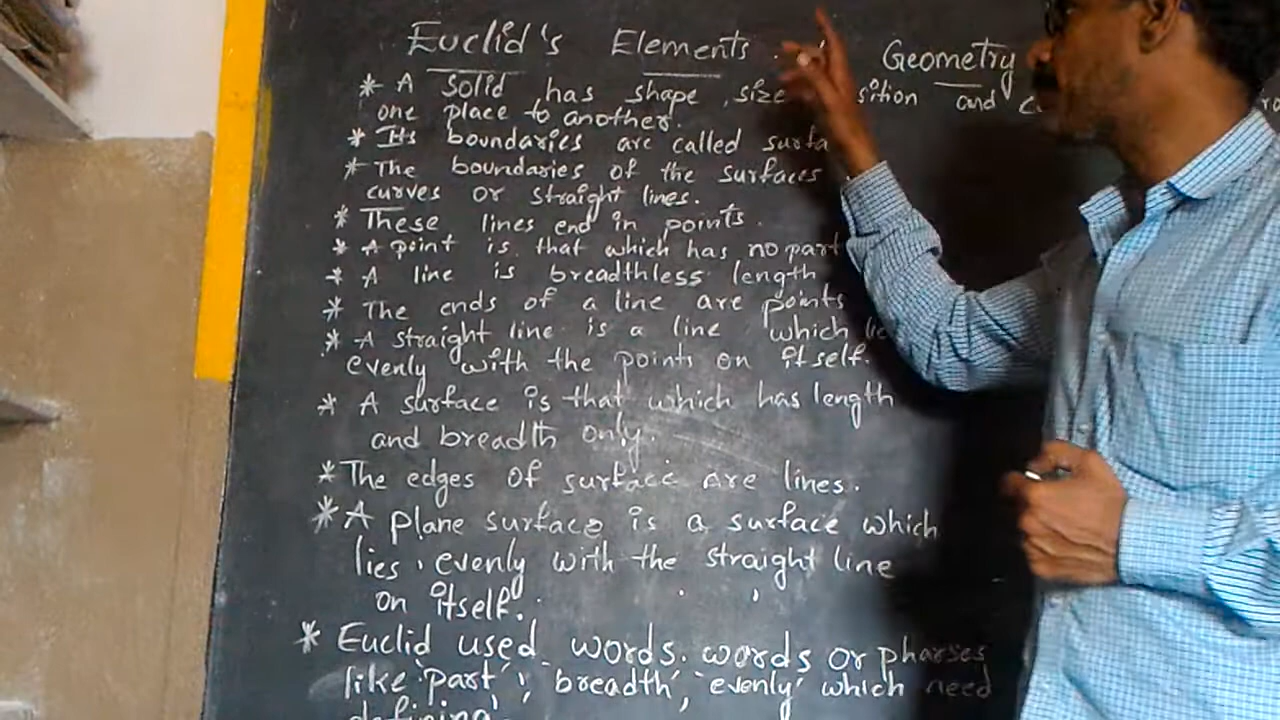 Euclid's Elements Geometry
* A solid has shape, size sition and
one place to another.
* Its boundaries are called surfa
* The boundaries of the surfaces
curves or straight lines.
* These lines end in points.
* A point is that which has no part
* A line is breadthless length
* The ends of a line are points
* A straight line is a line which lie
evenly with the points on itself.
* A surface is that which has length
and breadth only.
* The edges of surface are lines.
* A plane surface is a surface which
lies evenly with the straight line
on itself.
* Euclid used words. words or pharses
like 'part', 'breadth', 'evenly' which need
defining.